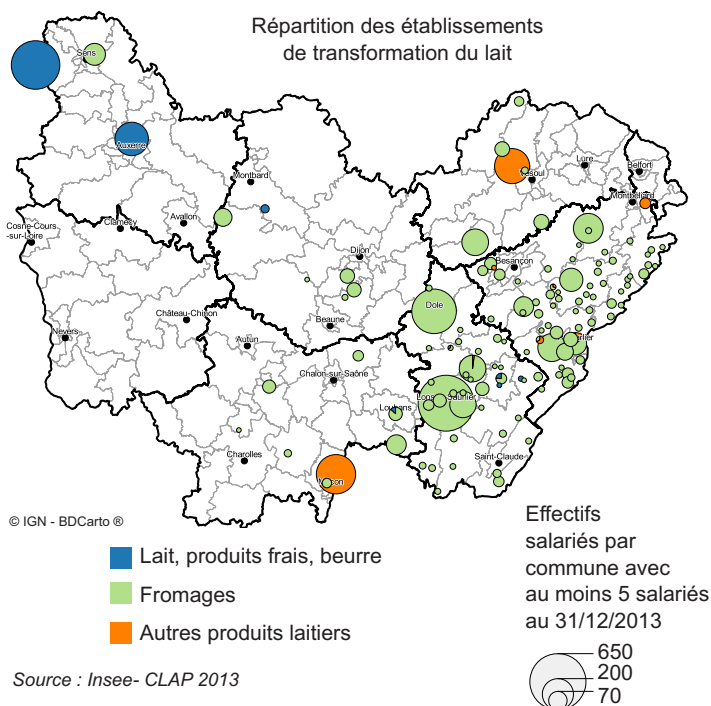 Répartition des établissements
de transformation du lait
Sens
Auxerre
Montbard
Vesoul
Lure
Belfort
Montbéliard
Avallon
Clamecy
Cosne-Cours
-sur-Loire
Dijon
Besançon
Dole
Château-Chinon
Beaune
Nevers
Autun
Chalon-sur-Saône
Louhans
Charolles
Saint-Claude
Mâcon
© IGN - BDCarto ®
Lait, produits frais, beurre
Fromages
Autres produits laitiers
Source : Insee- CLAP 2013
Effectifs
salariés par
commune avec
au moins 5 salariés
au 31/12/2013
650
200
70